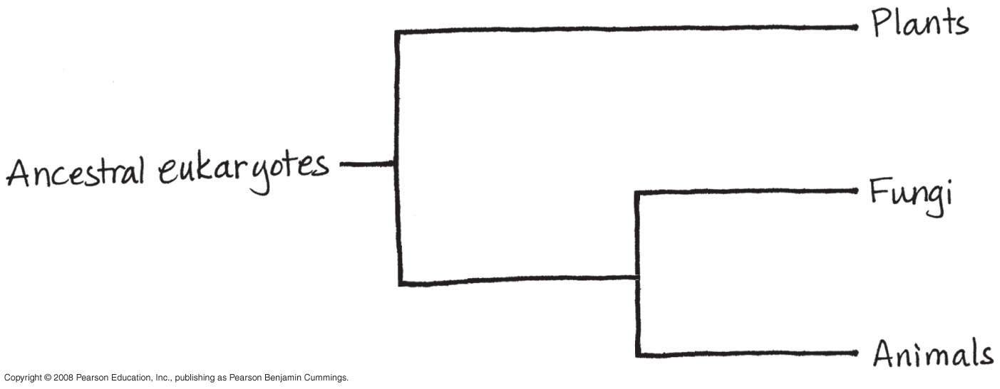 Plants
Ancestral eukaryotes
Fungi
Animals
Copyright © 2008 Pearson Education, Inc., publishing as Pearson Benjamin Cummings.